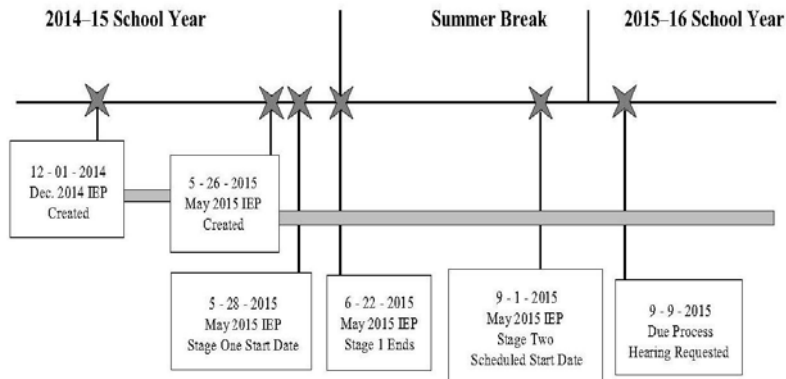 2014–15 School Year
Summer Break
2015–16 School Year
12 - 01 - 2014
Dec. 2014 IEP
Created
5 - 26 - 2015
May 2015 IEP
Created
5 - 28 - 2015
May 2015 IEP
Stage One Start Date
6 - 22 - 2015
May 2015 IEP
Stage 1 Ends
9 - 1 - 2015
May 2015 IEP
Stage Two
Scheduled Start Date
9 - 9 - 2015
Due Process
Hearing Requested